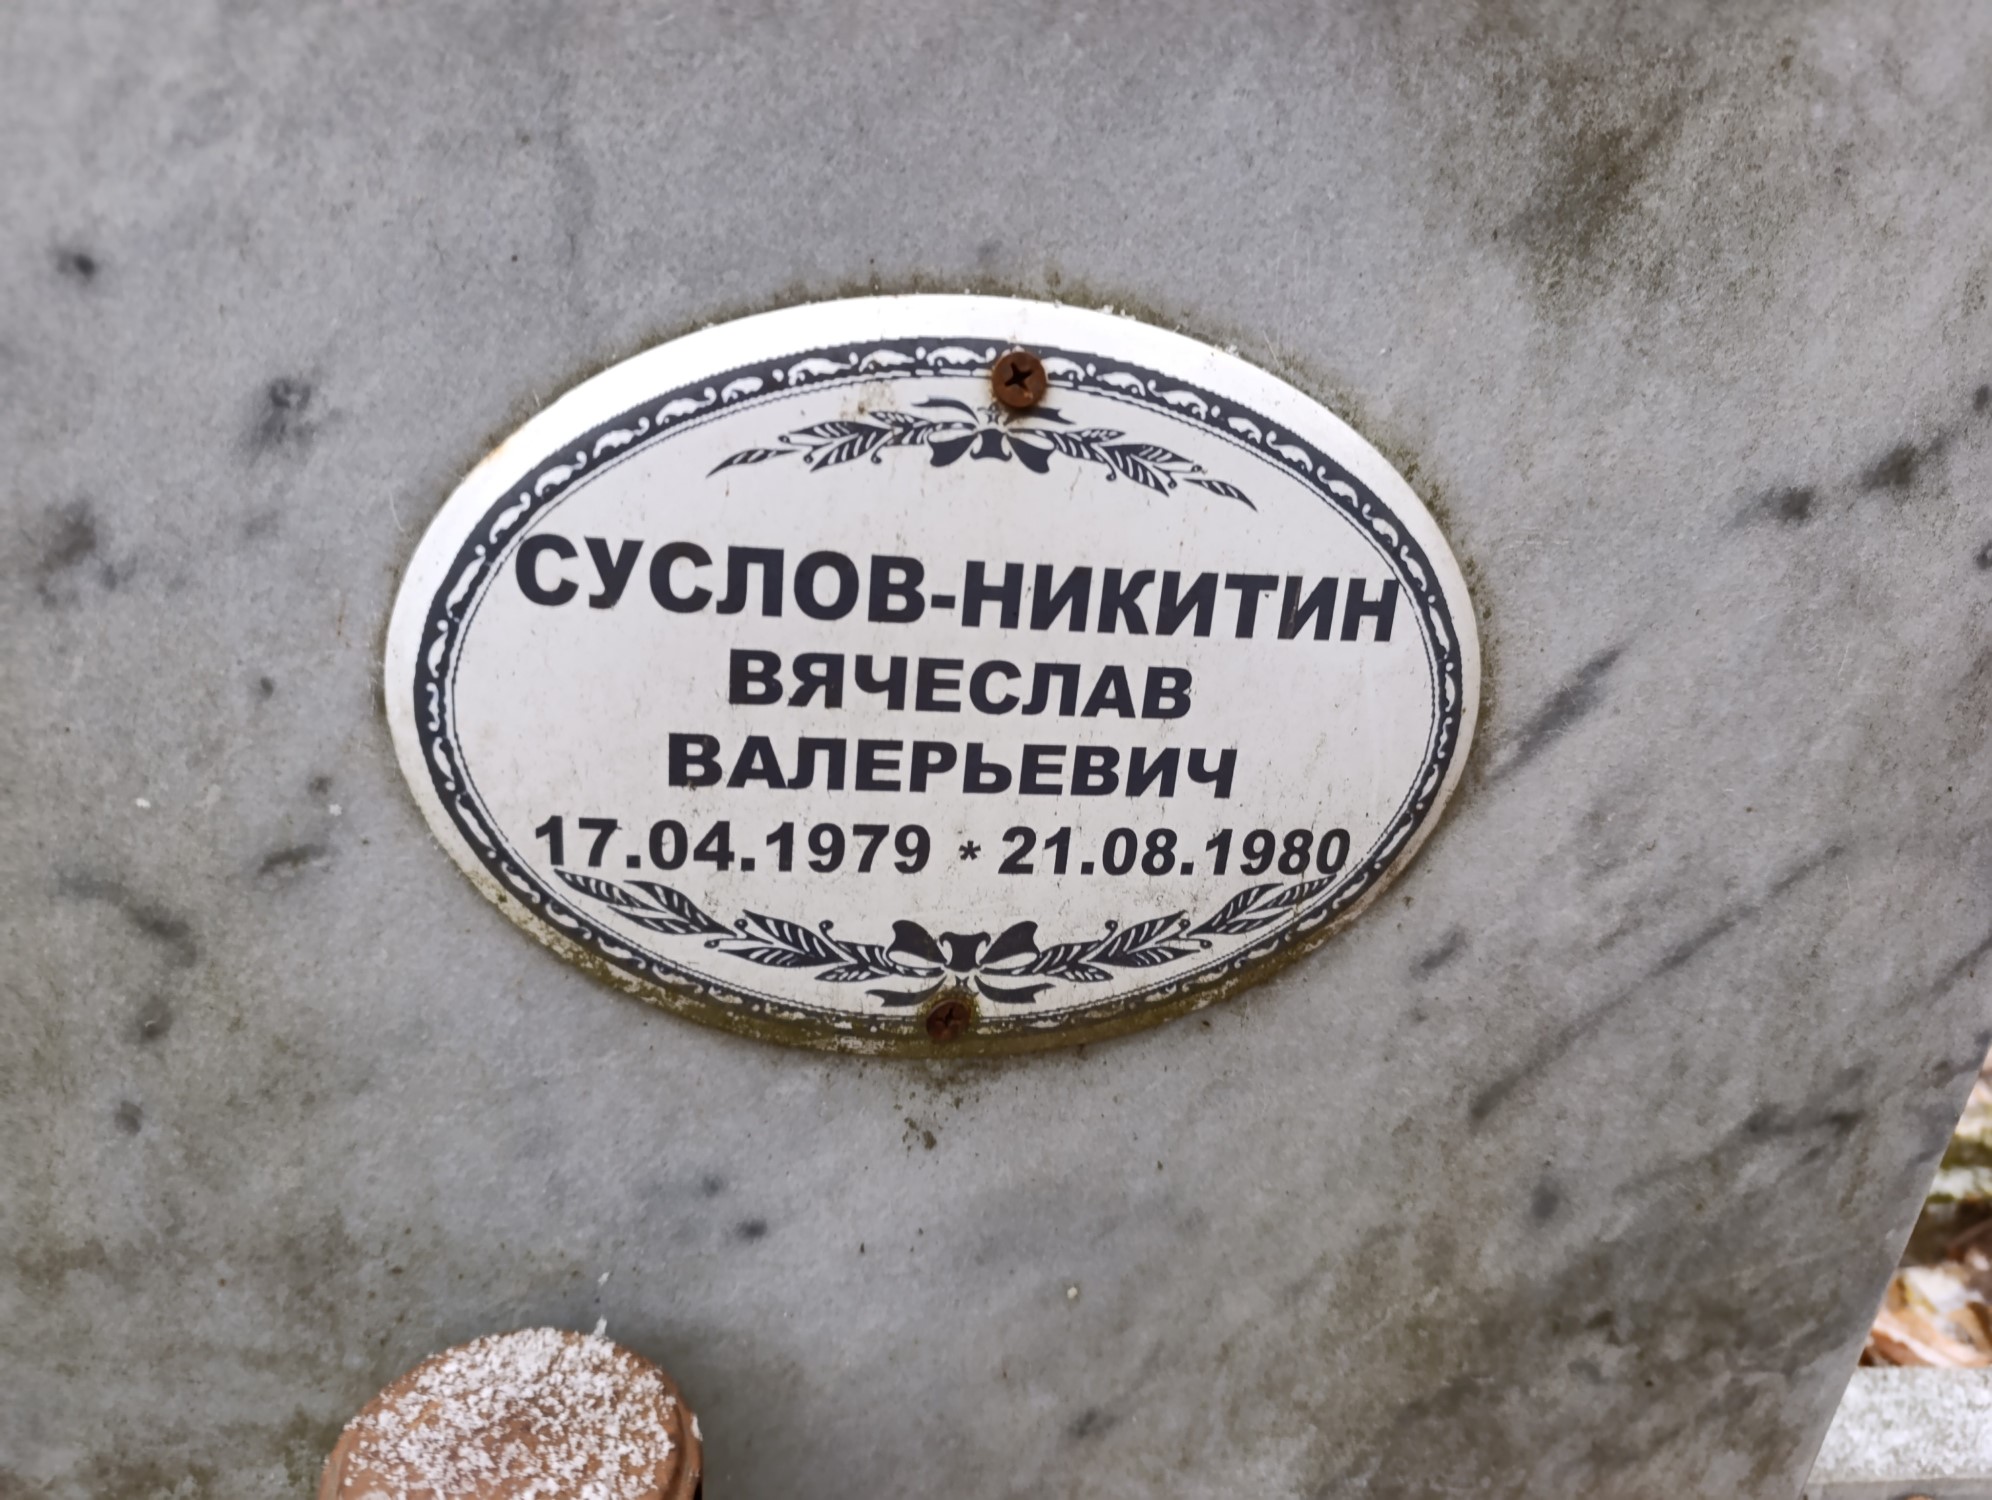 СУСЛОВ-НИКИТИН
ВЯЧЕСЛАВ
ВАЛЕРЬЕВИЧ
17.04.1979 * 21.08.1980